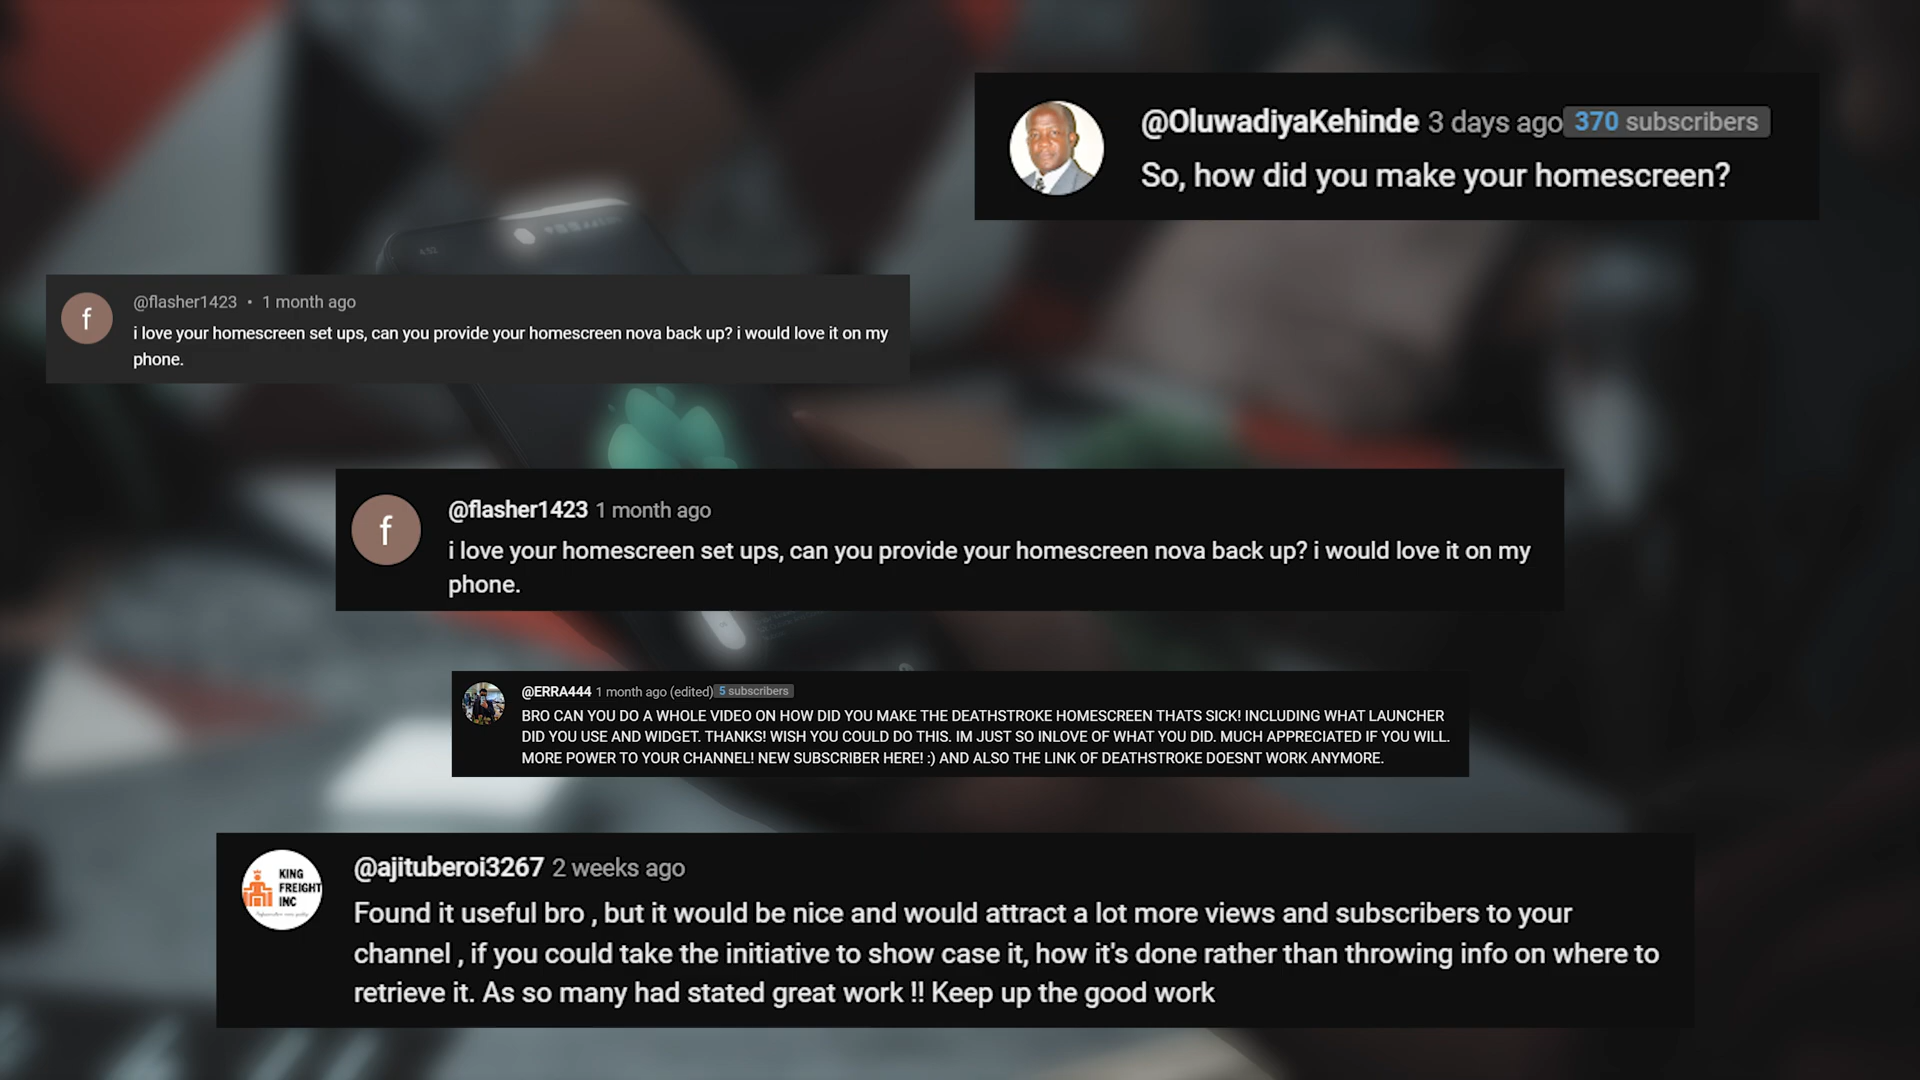 @OluwadiyaKehinde 3 days ago 370 subscribers
So, how did you make your homescreen?
4:52
f
@flasher1423 • 1 month ago
i love your homescreen set ups, can you provide your homescreen nova back up? i would love it on my
phone.
f
@flasher1423 1 month ago
i love your homescreen set ups, can you provide your homescreen nova back up? i would love it on my
phone.
@ERRA444 1 month ago (edited) 5 subscribers
BRO CAN YOU DO A WHOLE VIDEO ON HOW DID YOU MAKE THE DEATHSTROKE HOMESCREEN THATS SICK! INCLUDING WHAT LAUNCHER
DID YOU USE AND WIDGET. THANKS! WISH YOU COULD DO THIS. IM JUST SO INLOVE OF WHAT YOU DID. MUCH APPRECIATED IF YOU WILL.
MORE POWER TO YOUR CHANNEL! NEW SUBSCRIBER HERE! :) AND ALSO THE LINK OF DEATHSTROKE DOESNT WORK ANYMORE.
KING
FREIGHT
INC
@ajituberoi3267 2 weeks ago
Found it useful bro , but it would be nice and would attract a lot more views and subscribers to your
channel , if you could take the initiative to show case it, how it's done rather than throwing info on where to
retrieve it. As so many had stated great work !! Keep up the good work